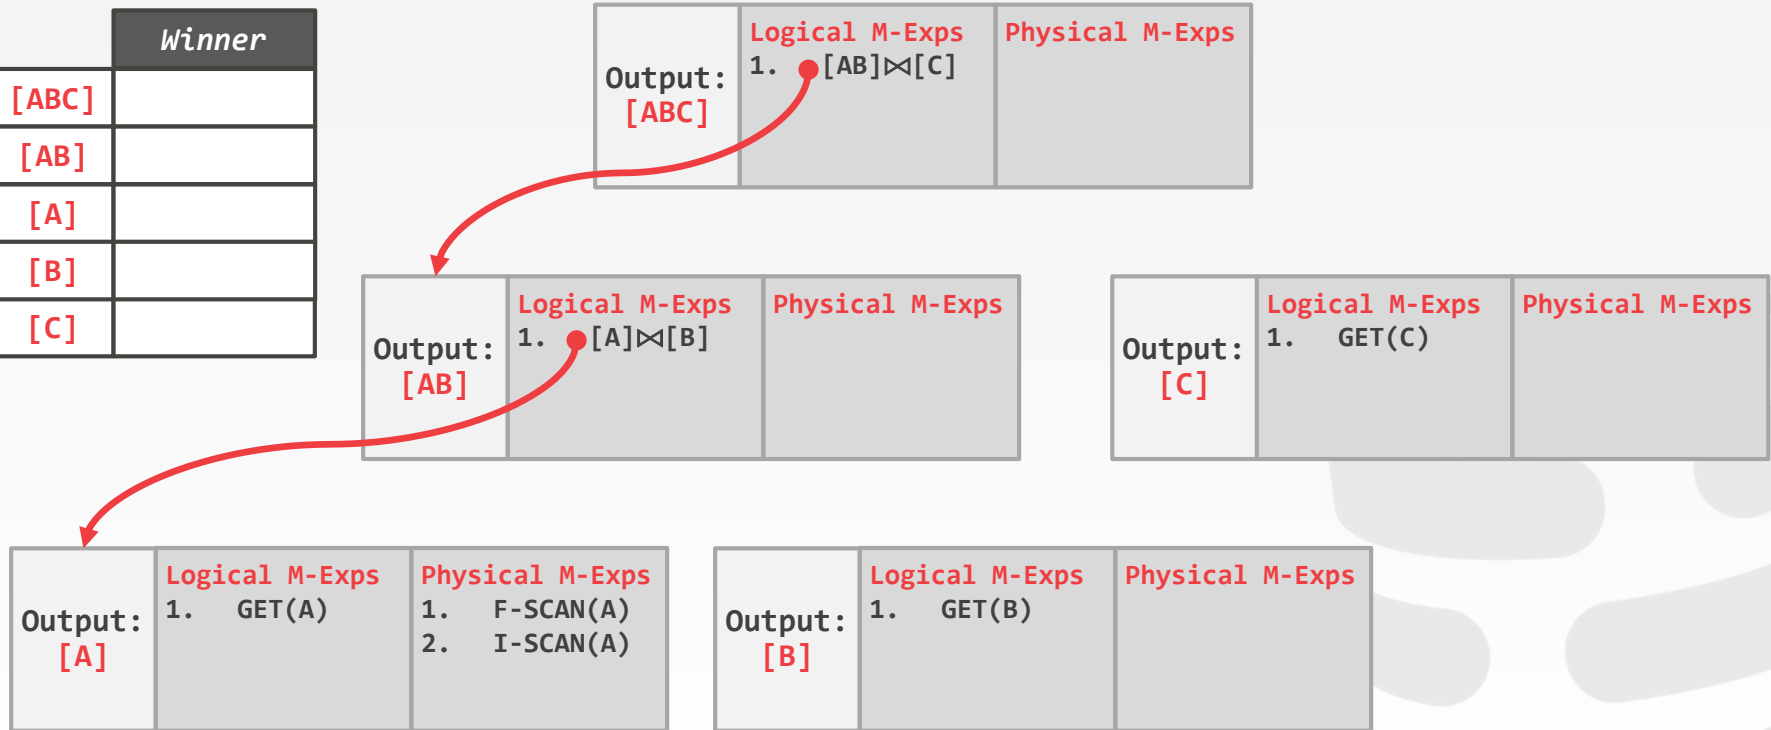 Winner
[ABC]
[AB]
[A]
[B]
[C]
Output:
[ABC]
Logical M-Exps
1. [AB]⋈[C]
Physical M-Exps
Output:
[AB]
Logical M-Exps
1. [A]⋈[B]
Physical M-Exps
Output:
[C]
Logical M-Exps
1. GET(C)
Physical M-Exps
Output:
[A]
Logical M-Exps
1. GET(A)
Physical M-Exps
1. F-SCAN(A)
2. I-SCAN(A)
Output:
[B]
Logical M-Exps
1. GET(B)
Physical M-Exps